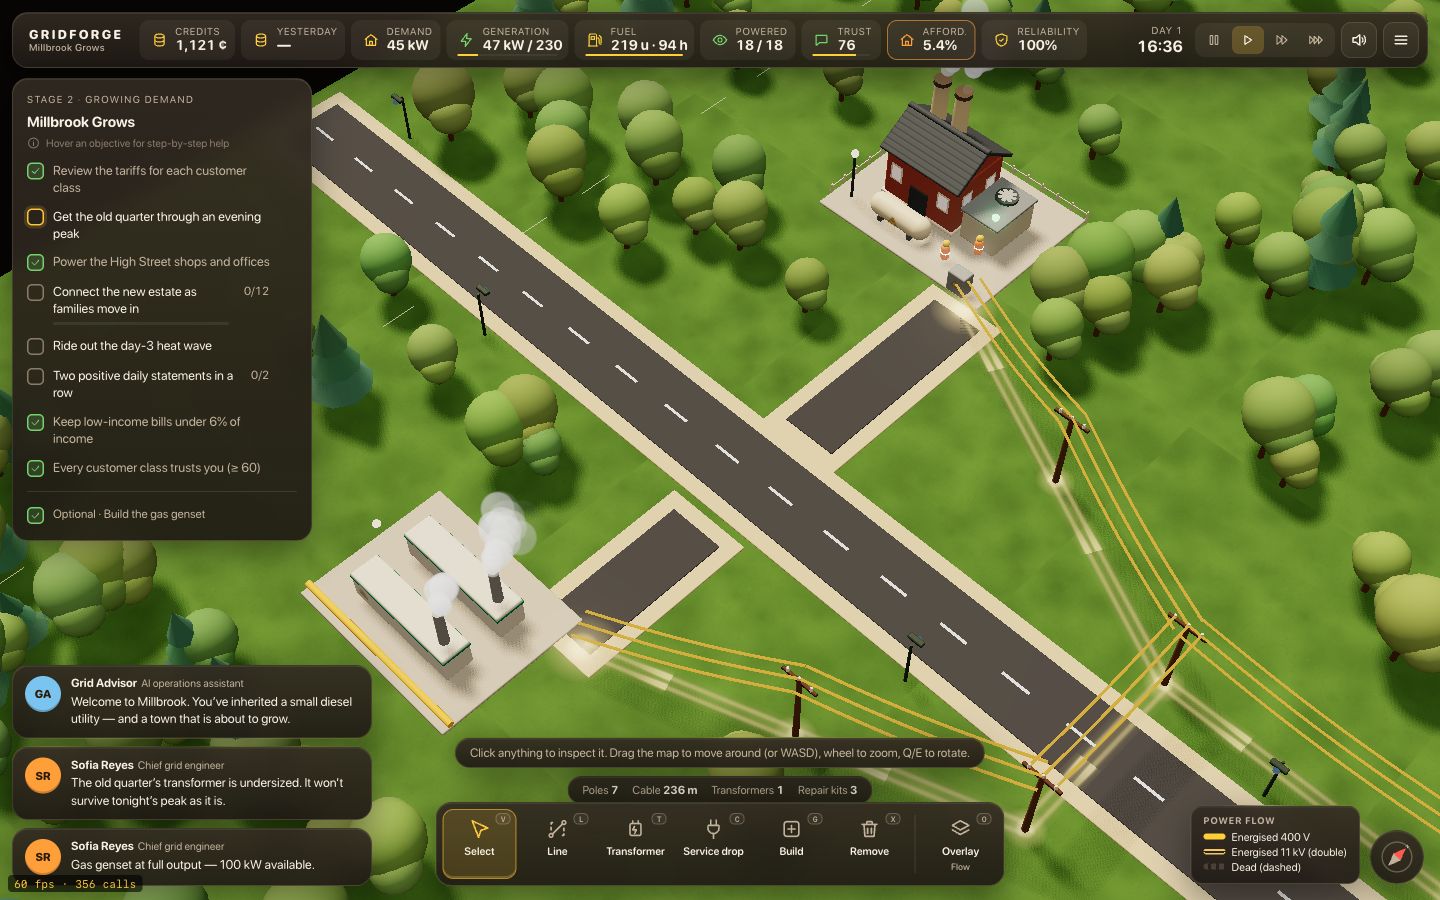 GRIDFORGE
Millbrook Grows
CREDITS
1,121 ¢
YESTERDAY
—
DEMAND
45 kW
GENERATION
47 kW / 230
FUEL
219 u · 94 h
POWERED
18 / 18
TRUST
76
AFFORD.
5.4%
RELIABILITY
100%
DAY 1
16:36
STAGE 2 · GROWING DEMAND
Millbrook Grows
Hover an objective for step-by-step help
Review the tariffs for each customer
class
Get the old quarter through an evening
peak
Power the High Street shops and offices
Connect the new estate as 0/12
families move in
Ride out the day-3 heat wave
Two positive daily statements in a 0/2
row
Keep low-income bills under 6% of
income
Every customer class trusts you (≥ 60)
Optional · Build the gas genset
GA
Grid Advisor AI operations assistant
Welcome to Millbrook. You've inherited a small diesel
utility — and a town that is about to grow.
SR
Sofia Reyes Chief grid engineer
The old quarter's transformer is undersized. It won't
survive tonight's peak as it is.
SR
Sofia Reyes Chief grid engineer
Gas genset at full output — 100 kW available.
60 fps · 356 calls
Click anything to inspect it. Drag the map to move around (or WASD), wheel to zoom, Q/E to rotate.
Poles 7 Cable 236 m Transformers 1 Repair kits 3
V
Select
L
Line
T
Transformer
C
Service drop
G
Build
X
Remove
O
Overlay
Flow
POWER FLOW
Energised 400 V
Energised 11 kV (double)
Dead (dashed)